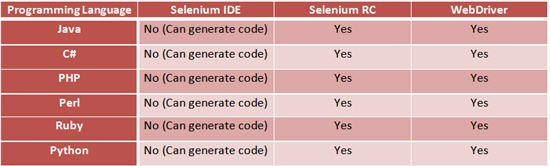 Programming Language Selenium IDE Selenium RC WebDriver
Java No (Can generate code) Yes Yes
C# No (Can generate code) Yes Yes
PHP No (Can generate code) Yes Yes
Perl No (Can generate code) Yes Yes
Ruby No (Can generate code) Yes Yes
Python No (Can generate code) Yes Yes